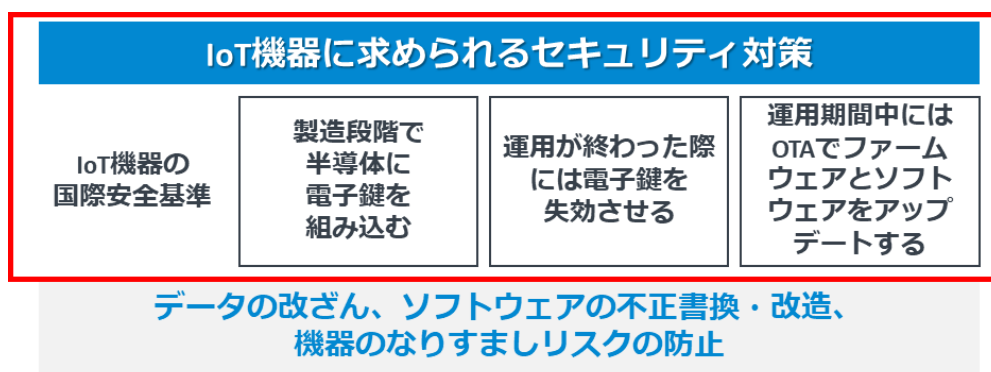 IoT機器に求められるセキュリティ対策
IoT機器の
国際安全基準
製造段階で
半導体に
電子鍵を
組み込む
運用が終わった際
には電子鍵を
失効させる
運用期間中には
OTAでファーム
ウェアとソフト
ウェアをアップ
デートする
データの改ざん、ソフトウェアの不正書換・改造、
機器のなりすましリスクの防止